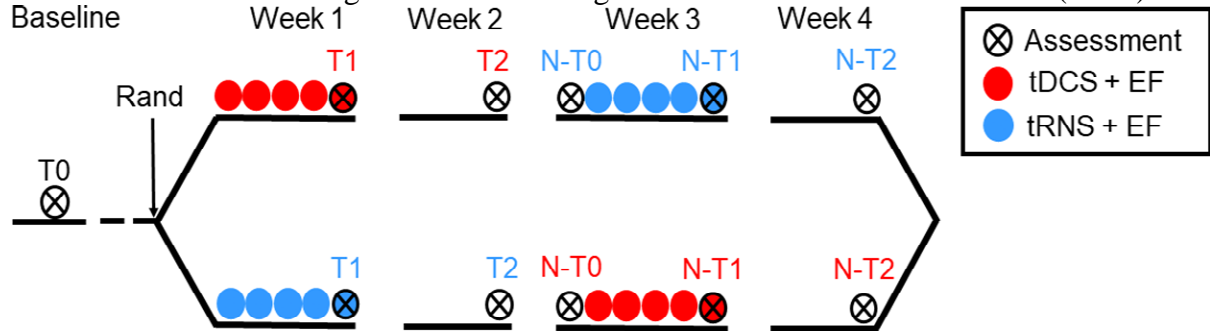 Baseline
Week 1
Week 2
Week 3
Week 4
Assessment
tDCS + EF
tRNS + EF
Rand
T0
T1
T2
N-T0
N-T1
N-T2
T1
T2
N-T0
N-T1
N-T2